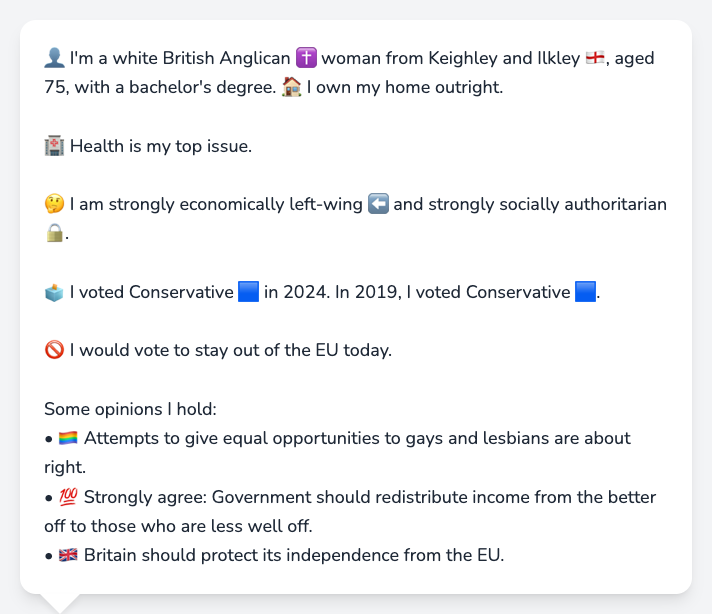 👤 I'm a white British Anglican ✝️ woman from Keighley and Ilkley 🏴󠁧󠁢󠁥󠁮󠁧󠁿, aged
75, with a bachelor's degree. 🏠 I own my home outright.
🏥 Health is my top issue.
🤔 I am strongly economically left-wing ⬅️ and strongly socially authoritarian
🔒.
🗳️ I voted Conservative 🟦 in 2024. In 2019, I voted Conservative 🟦.
🚫 I would vote to stay out of the EU today.
Some opinions I hold:
• 🏳️‍🌈 Attempts to give equal opportunities to gays and lesbians are about
right.
• 💯 Strongly agree: Government should redistribute income from the better
off to those who are less well off.
• 🇬🇧 Britain should protect its independence from the EU.